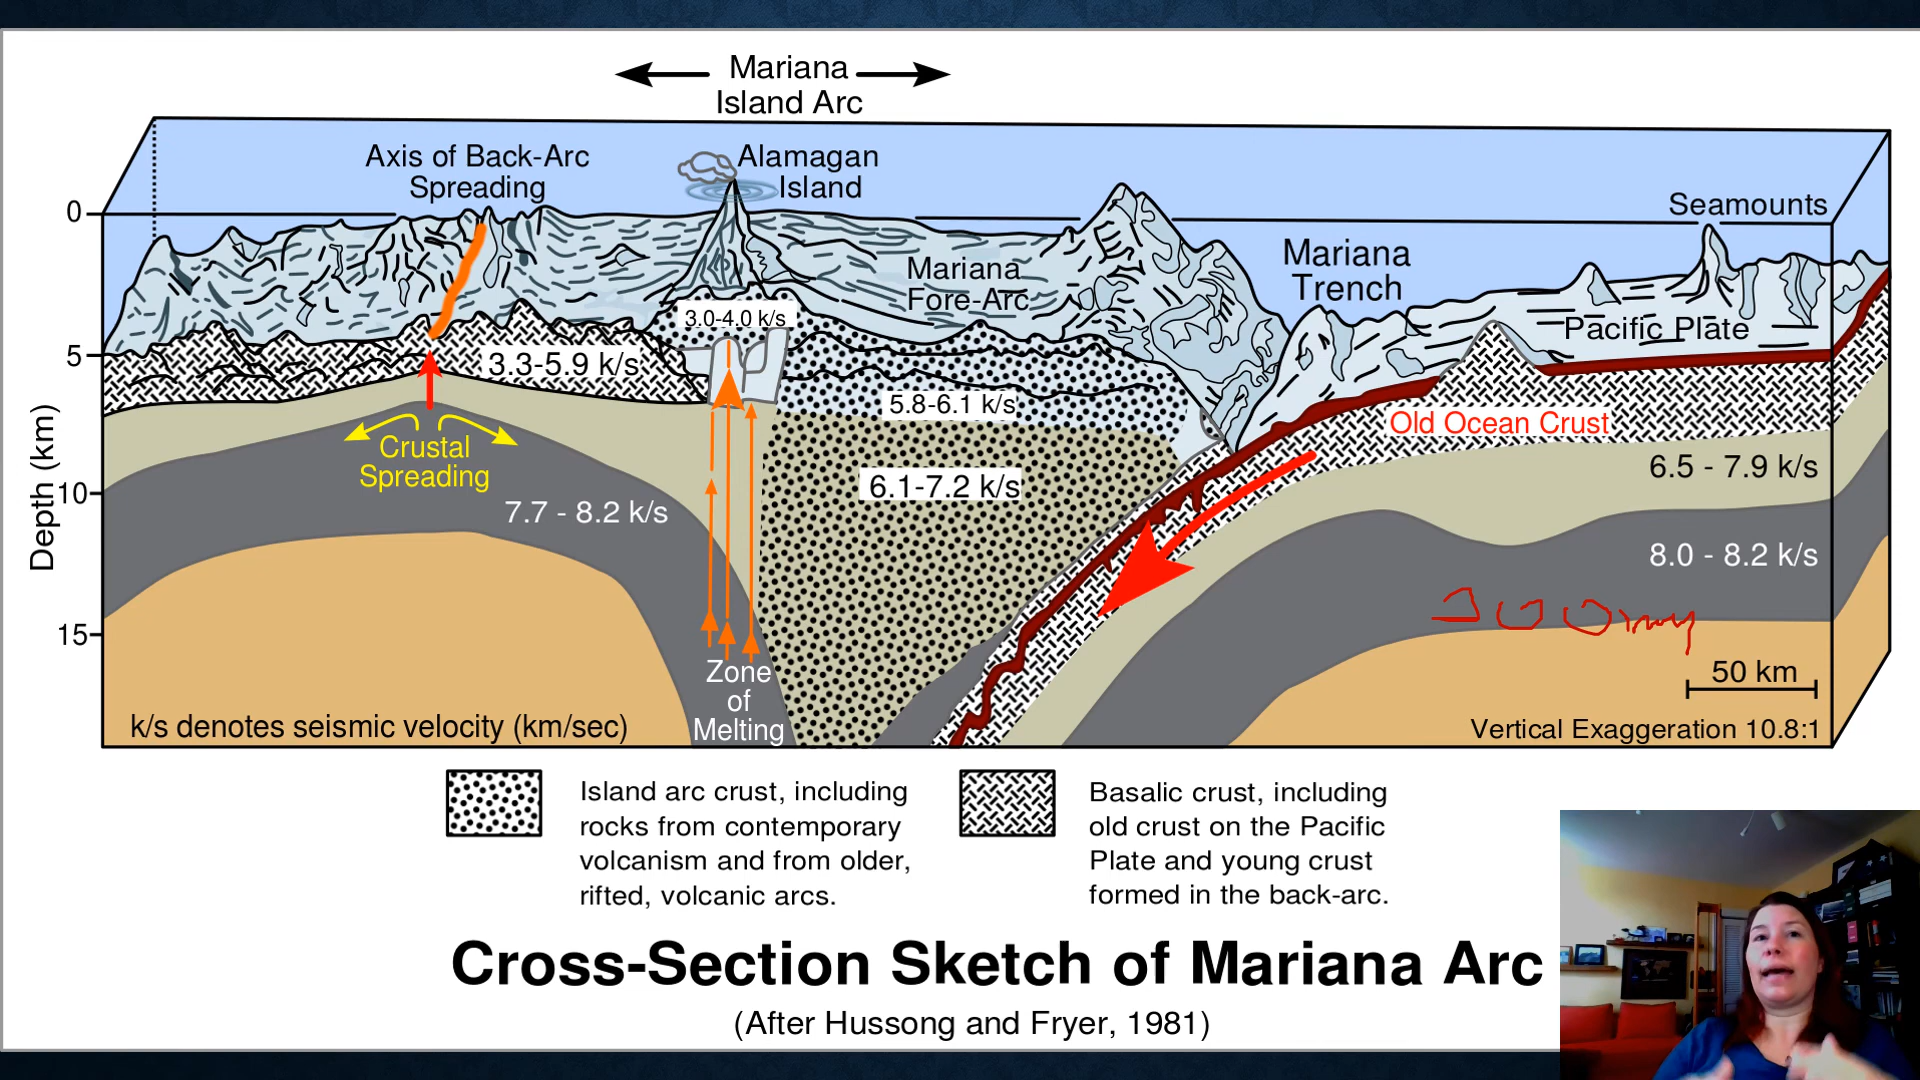 Mariana
Island Arc
Axis of Back-Arc
Spreading
Alamagan
Island
Seamounts
0
Mariana
Trench
Mariana
Fore-Arc
3.0-4.0 k/s
Pacific Plate
5
3.3-5.9 k/s
5.8-6.1 k/s
Old Ocean Crust
Crustal
Spreading
6.5 - 7.9 k/s
6.1-7.2 k/s
10
7.7 - 8.2 k/s
Depth (km)
8.0 - 8.2 k/s
15
Zone
of
Melting
50 km
k/s denotes seismic velocity (km/sec)
Vertical Exaggeration 10.8:1
Island arc crust, including
rocks from contemporary
volcanism and from older,
rifted, volcanic arcs.
Basalic crust, including
old crust on the Pacific
Plate and young crust
formed in the back-arc.
Cross-Section Sketch of Mariana Arc
(After Hussong and Fryer, 1981)